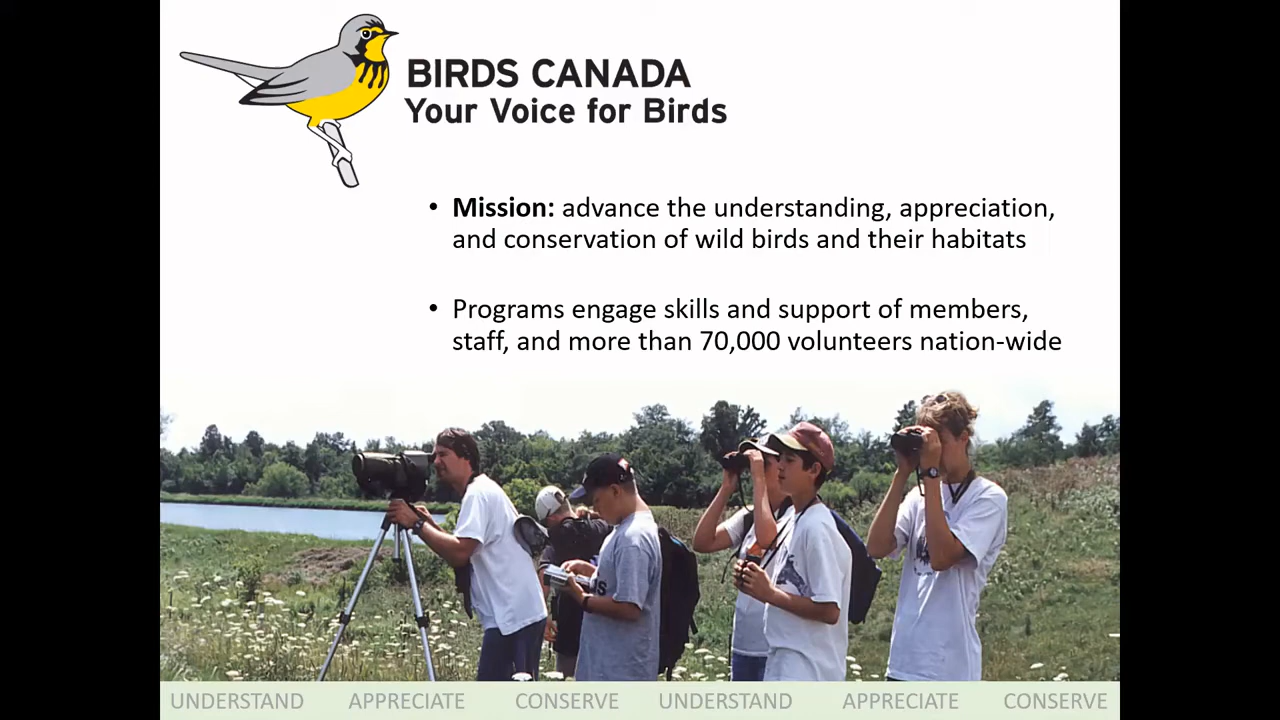 BIRDS CANADA
Your Voice for Birds
• Mission: advance the understanding, appreciation,
and conservation of wild birds and their habitats
• Programs engage skills and support of members,
staff, and more than 70,000 volunteers nation-wide
UNDERSTAND APPRECIATE CONSERVE UNDERSTAND APPRECIATE CONSERVE